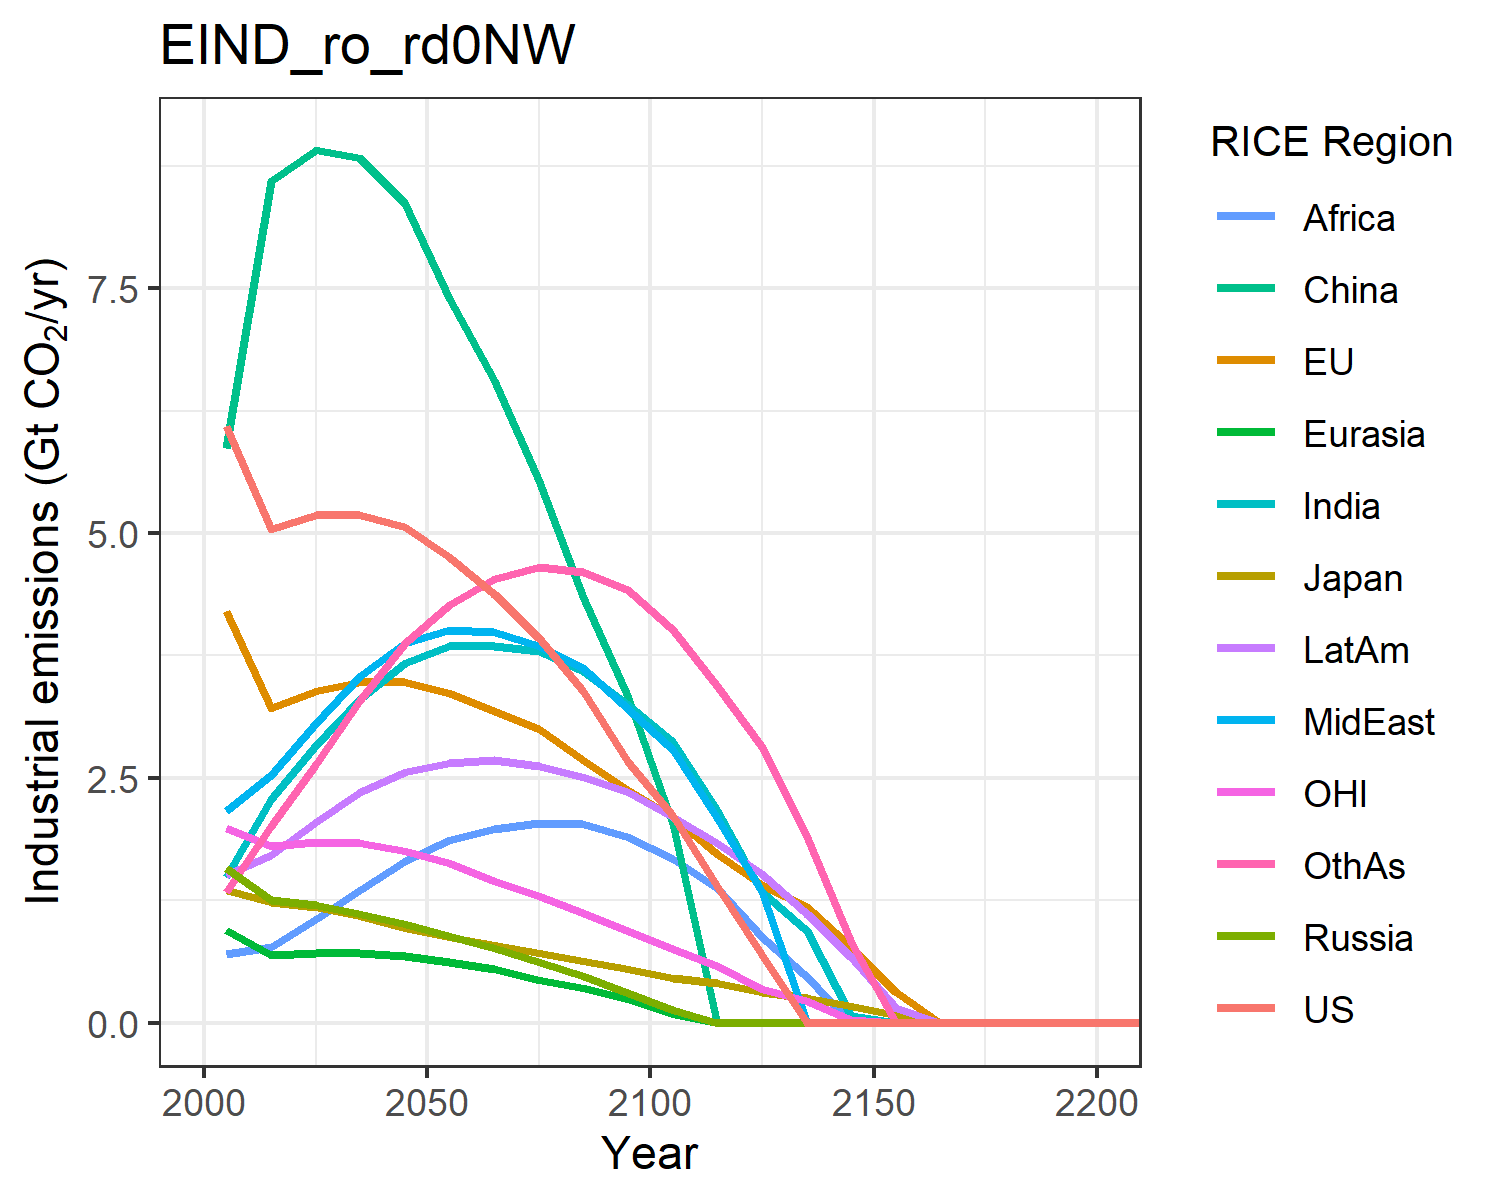 EIND_ro_rd0NW
Industrial emissions (Gt CO₂/yr)
7.5
5.0
2.5
0.0
2000 2050 2100 2150 2200
Year
RICE Region
Africa
China
EU
Eurasia
India
Japan
LatAm
MidEast
OHI
OthAs
Russia
US